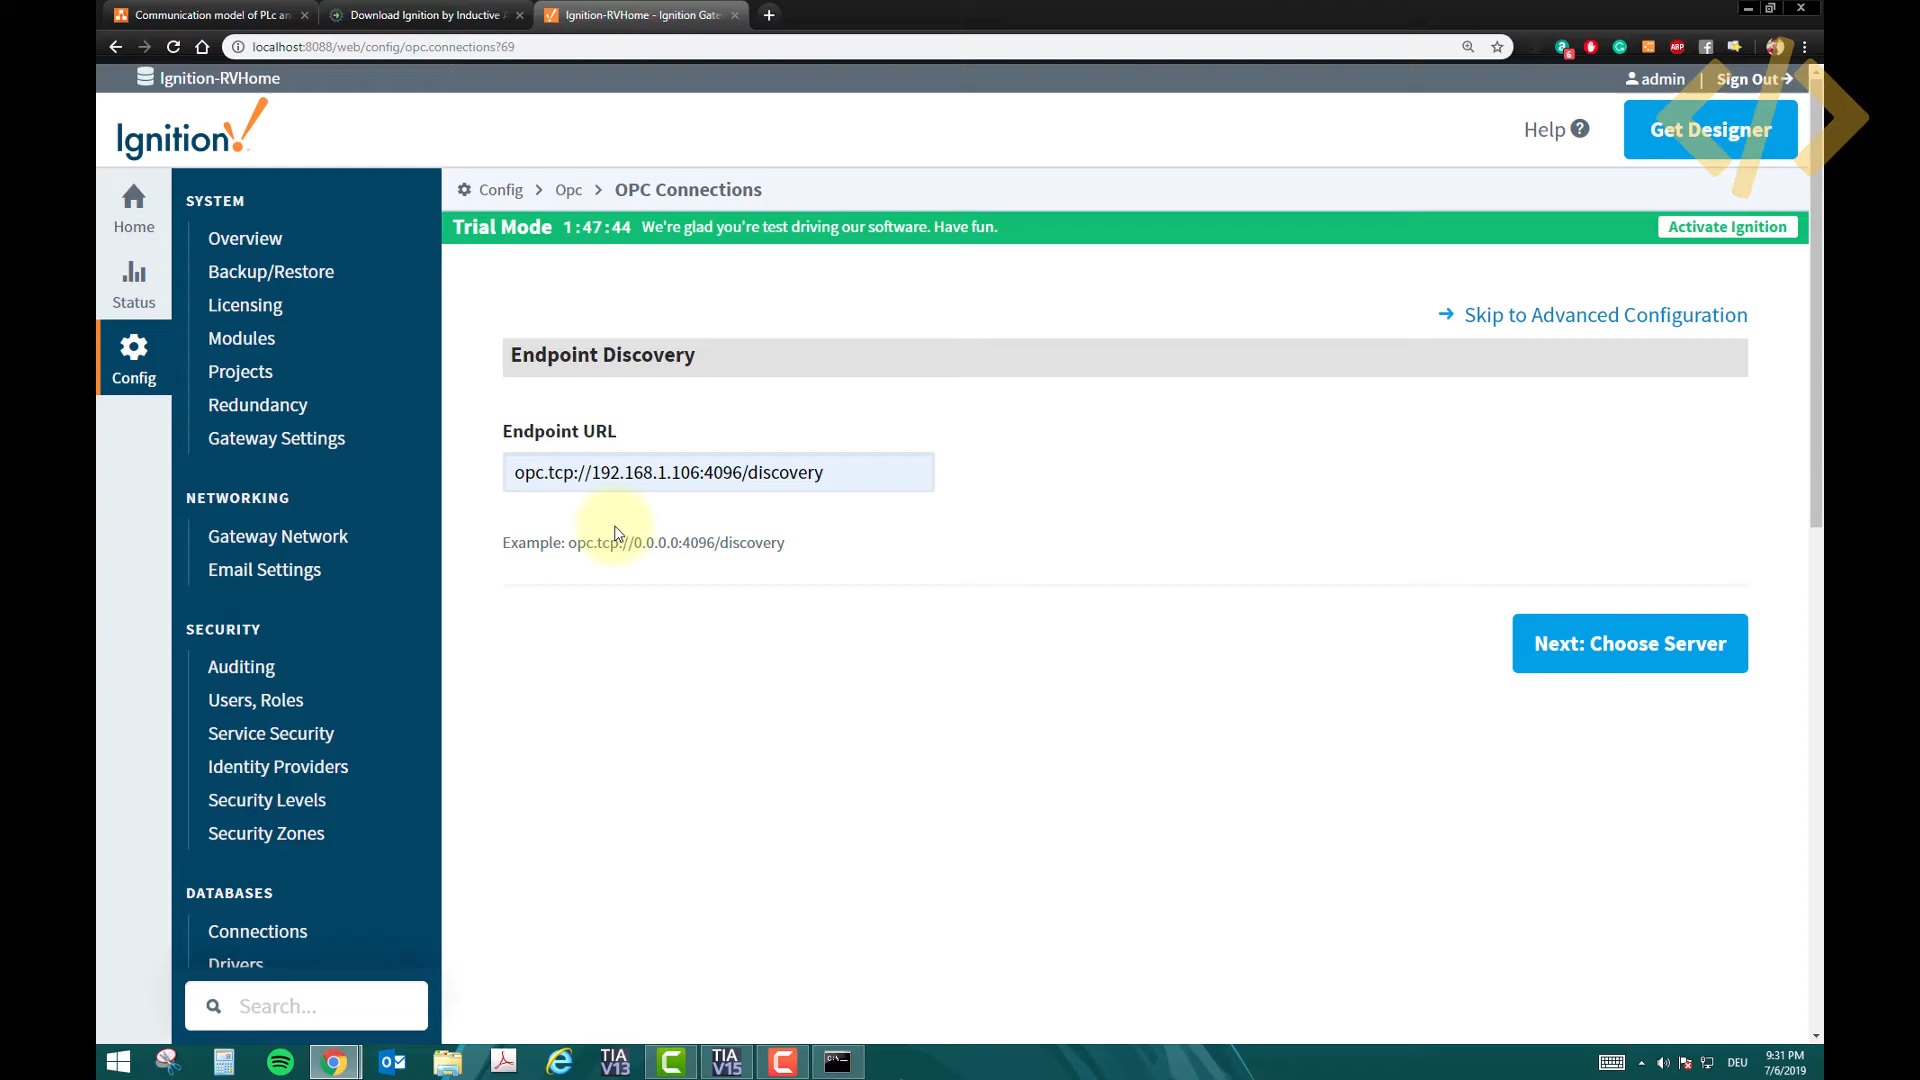 Communication model of PLc an
Download Ignition by Inductive A
Ignition-RVHome - Ignition Gate
localhost:8088/web/config/opc.connections?69
6
ABP
Ignition-RVHome
admin | Sign Out
Ignition!
Help ?
Get Designer
Home
Status
Config
SYSTEM
Overview
Backup/Restore
Licensing
Modules
Projects
Redundancy
Gateway Settings
NETWORKING
Gateway Network
Email Settings
SECURITY
Auditing
Users, Roles
Service Security
Identity Providers
Security Levels
Security Zones
DATABASES
Connections
Drivers
Search...
Config > Opc > OPC Connections
Trial Mode 1:47:44 We're glad you're test driving our software. Have fun.
Activate Ignition
Skip to Advanced Configuration
Endpoint Discovery
Endpoint URL
opc.tcp://192.168.1.106:4096/discovery
Example: opc.tcp://0.0.0.0:4096/discovery
Next: Choose Server
TIA V13
TIA V15
DEU
9:31 PM
7/6/2019